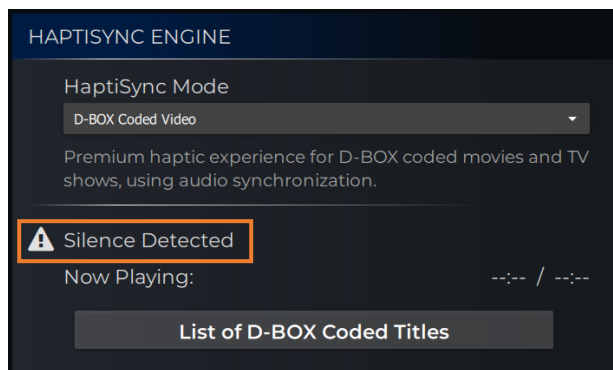 HAPTISYNC ENGINE
HaptiSync Mode
D-BOX Coded Video
Premium haptic experience for D-BOX coded movies and TV
shows, using audio synchronization.
Silence Detected
Now Playing: --:-- / --:--
List of D-BOX Coded Titles